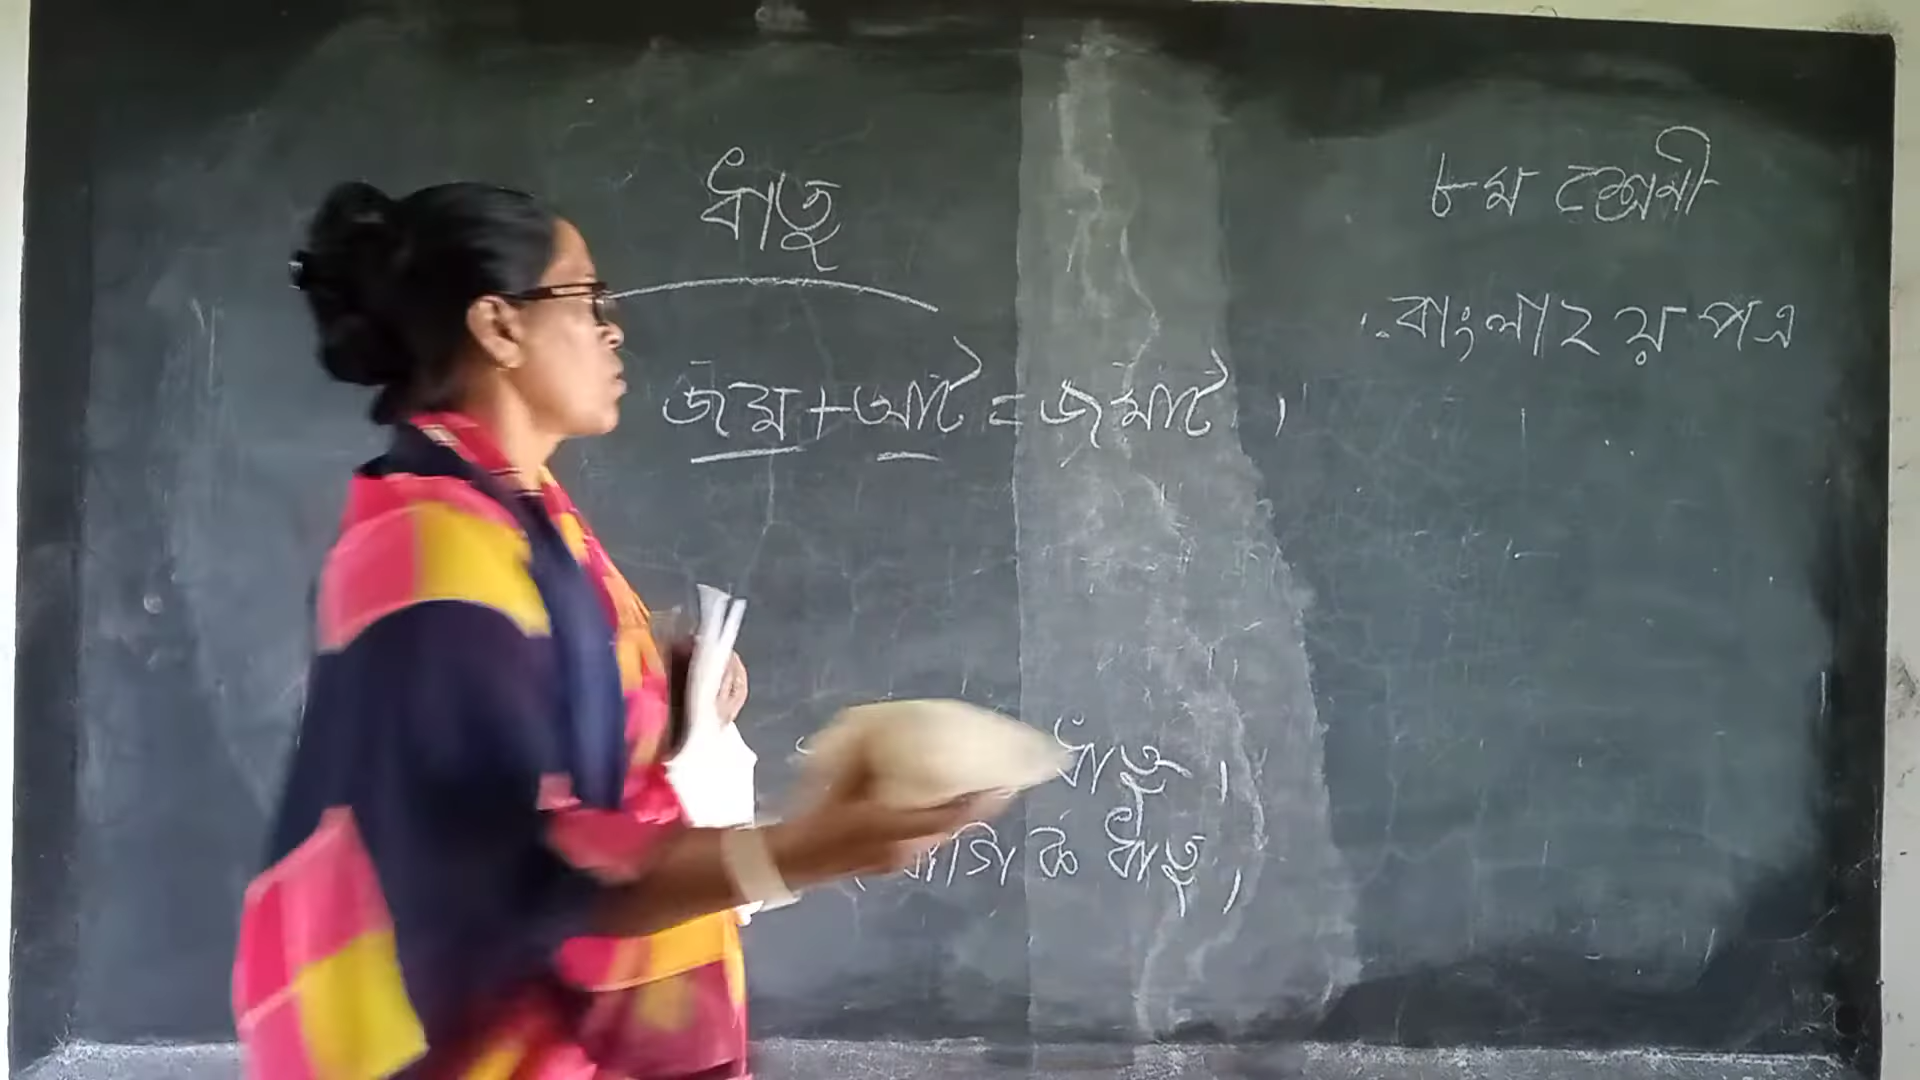 ধাতু
৮ম শ্রেণী
বাংলা ২য় পত্র
জম + আট = জমাট ।
ধাতু ।
ধাতু ।